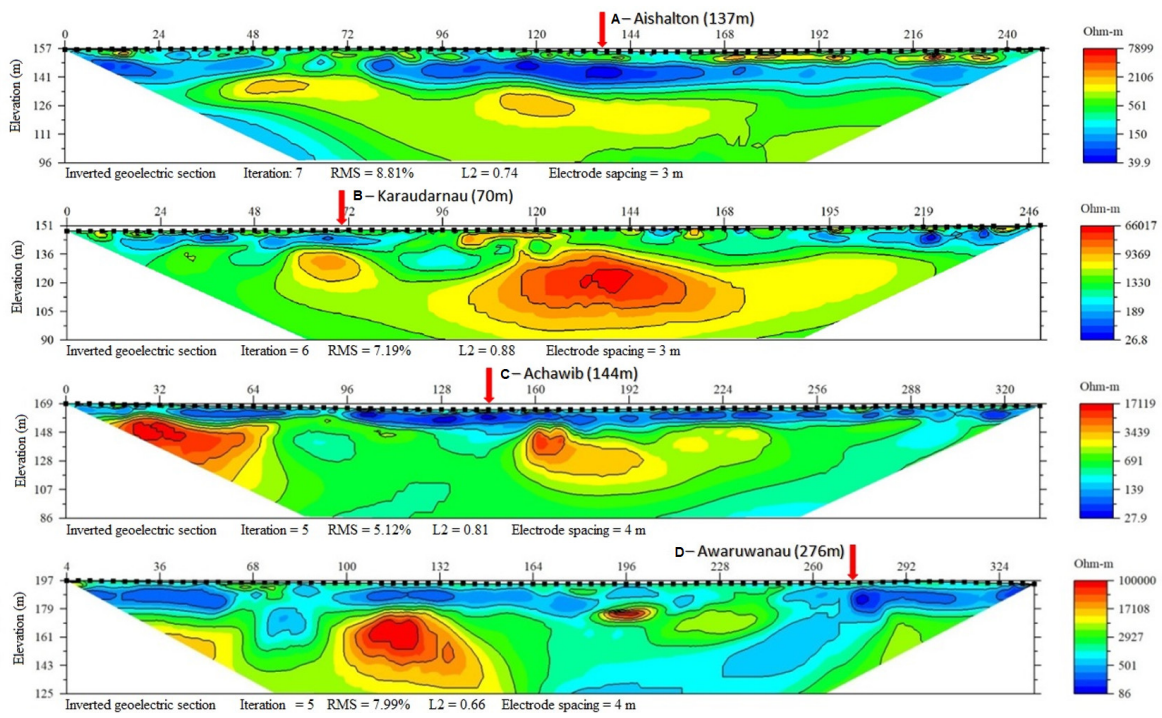 A – Aishalton (137m)
0 24 48 72 96 120 144 168 192 216 240
Ohm-m
157
141
126
111
96
Elevation (m)
7899
2106
561
150
39.9
Inverted geoelectric section Iteration: 7 RMS = 8.81% L2 = 0.74 Electrode sapcing = 3 m
B – Karaudarnau (70m)
0 24 48 72 96 120 144 168 195 219 246
Ohm-m
151
136
120
105
90
Elevation (m)
66017
9369
1330
189
26.8
Inverted geoelectric section Iteration = 6 RMS = 7.19% L2 = 0.88 Electrode spacing = 3 m
C – Achawib (144m)
0 32 64 96 128 160 192 224 256 288 320
Ohm-m
169
148
128
107
86
Elevation (m)
17119
3439
691
139
27.9
Inverted geoelectric section Iteration = 5 RMS = 5.12% L2 = 0.81 Electrode spacing = 4 m
D – Awaruwanau (276m)
4 36 68 100 132 164 196 228 260 292 324
Ohm-m
197
179
161
143
125
Elevation (m)
100000
17108
2927
501
86
Inverted geoelectric section Iteration = 5 RMS = 7.99% L2 = 0.66 Electrode spacing = 4 m